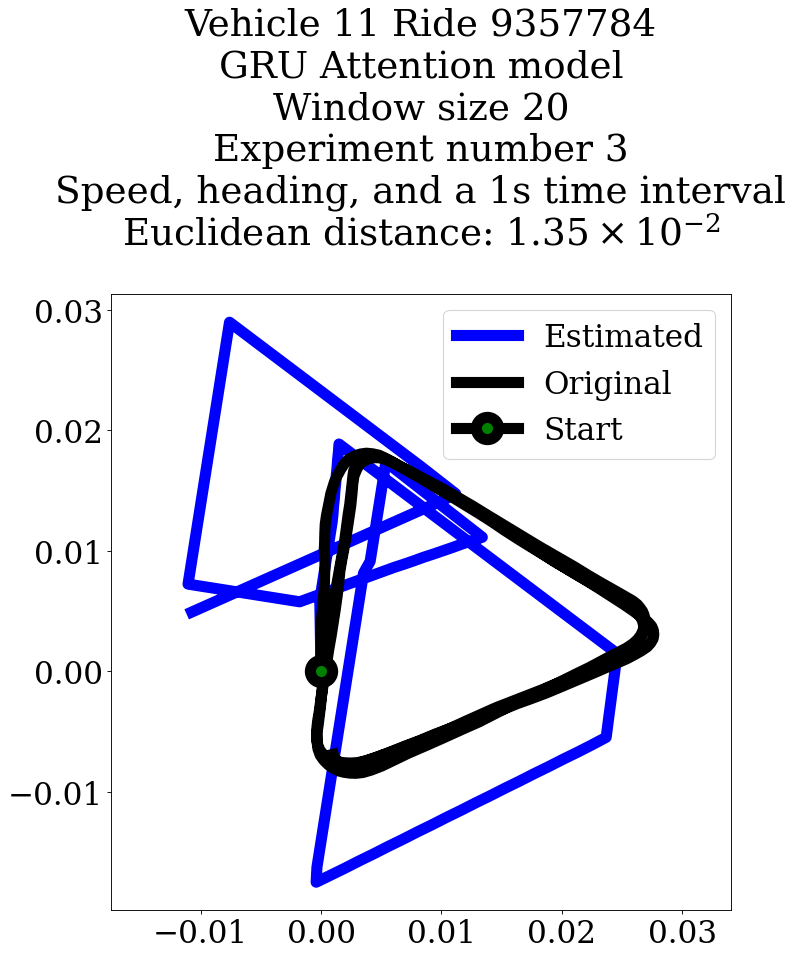 Vehicle 11 Ride 9357784
GRU Attention model
Window size 20
Experiment number 3
Speed, heading, and a 1s time interval
Euclidean distance: 1.35 × 10⁻²
0.03
0.02
0.01
0.00
−0.01
Estimated
Original
Start
−0.01 0.00 0.01 0.02 0.03